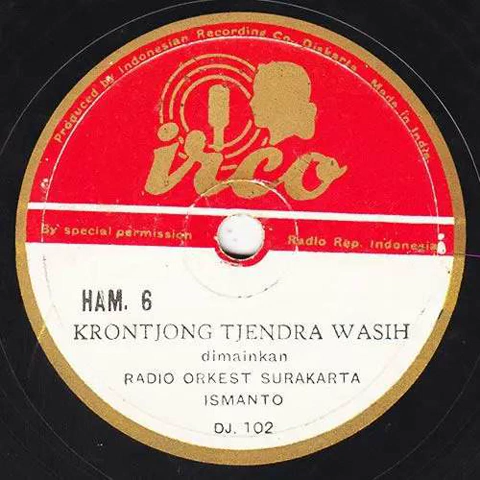 Produced by Indonesian Recording Co. Djakarta. Made in India.
irco
By special permission Radio Rep. Indonesia
HAM. 6
KRONTJONG TJENDRA WASIH
dimainkan
RADIO ORKEST SURAKARTA
ISMANTO
DJ. 102